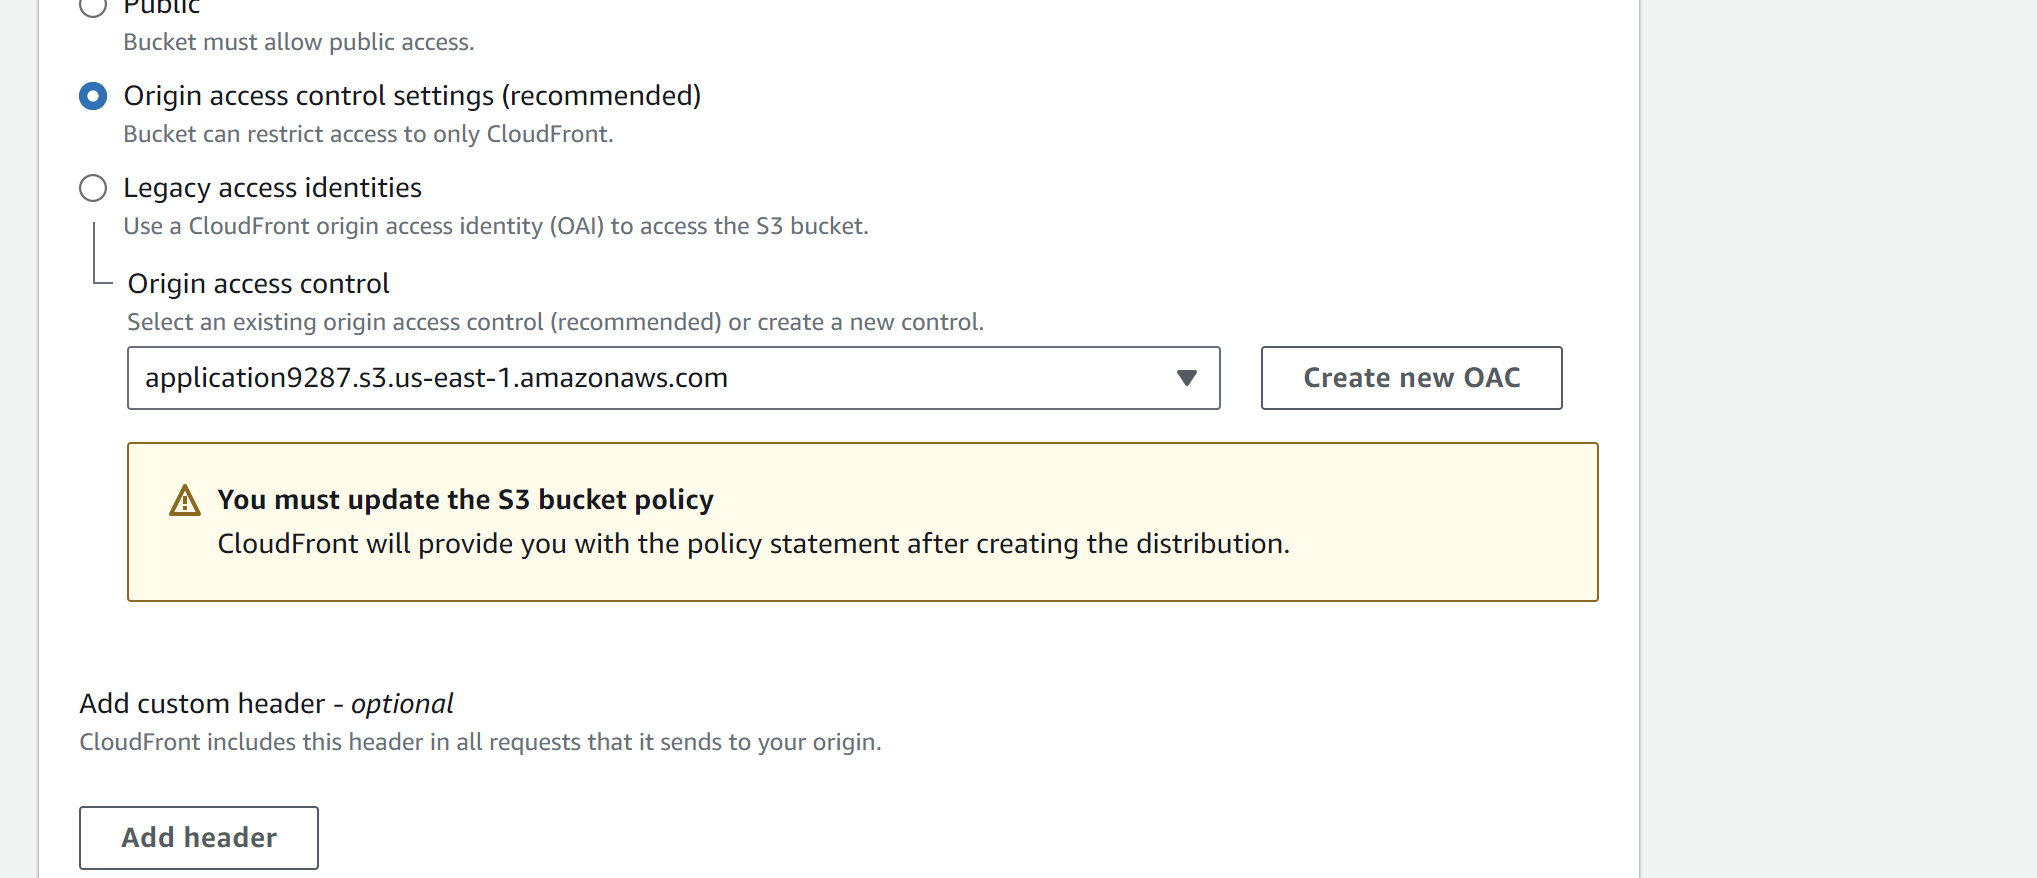 Public
Bucket must allow public access.
Origin access control settings (recommended)
Bucket can restrict access to only CloudFront.
Legacy access identities
Use a CloudFront origin access identity (OAI) to access the S3 bucket.
Origin access control
Select an existing origin access control (recommended) or create a new control.
application9287.s3.us-east-1.amazonaws.com
Create new OAC
You must update the S3 bucket policy
CloudFront will provide you with the policy statement after creating the distribution.
Add custom header - optional
CloudFront includes this header in all requests that it sends to your origin.
Add header